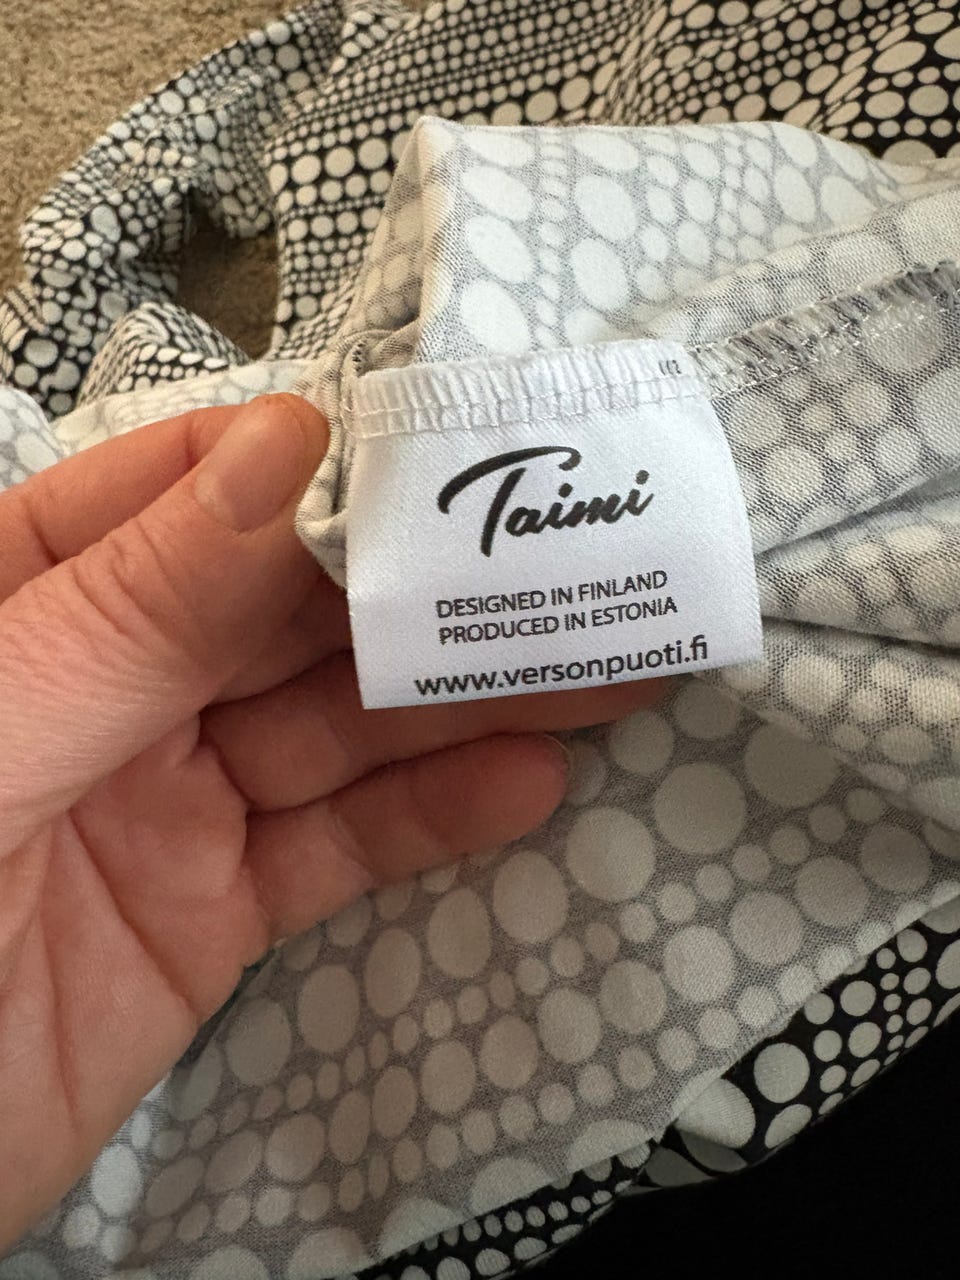 Taimi
DESIGNED IN FINLAND
PRODUCED IN ESTONIA
www.versonpuoti.fi